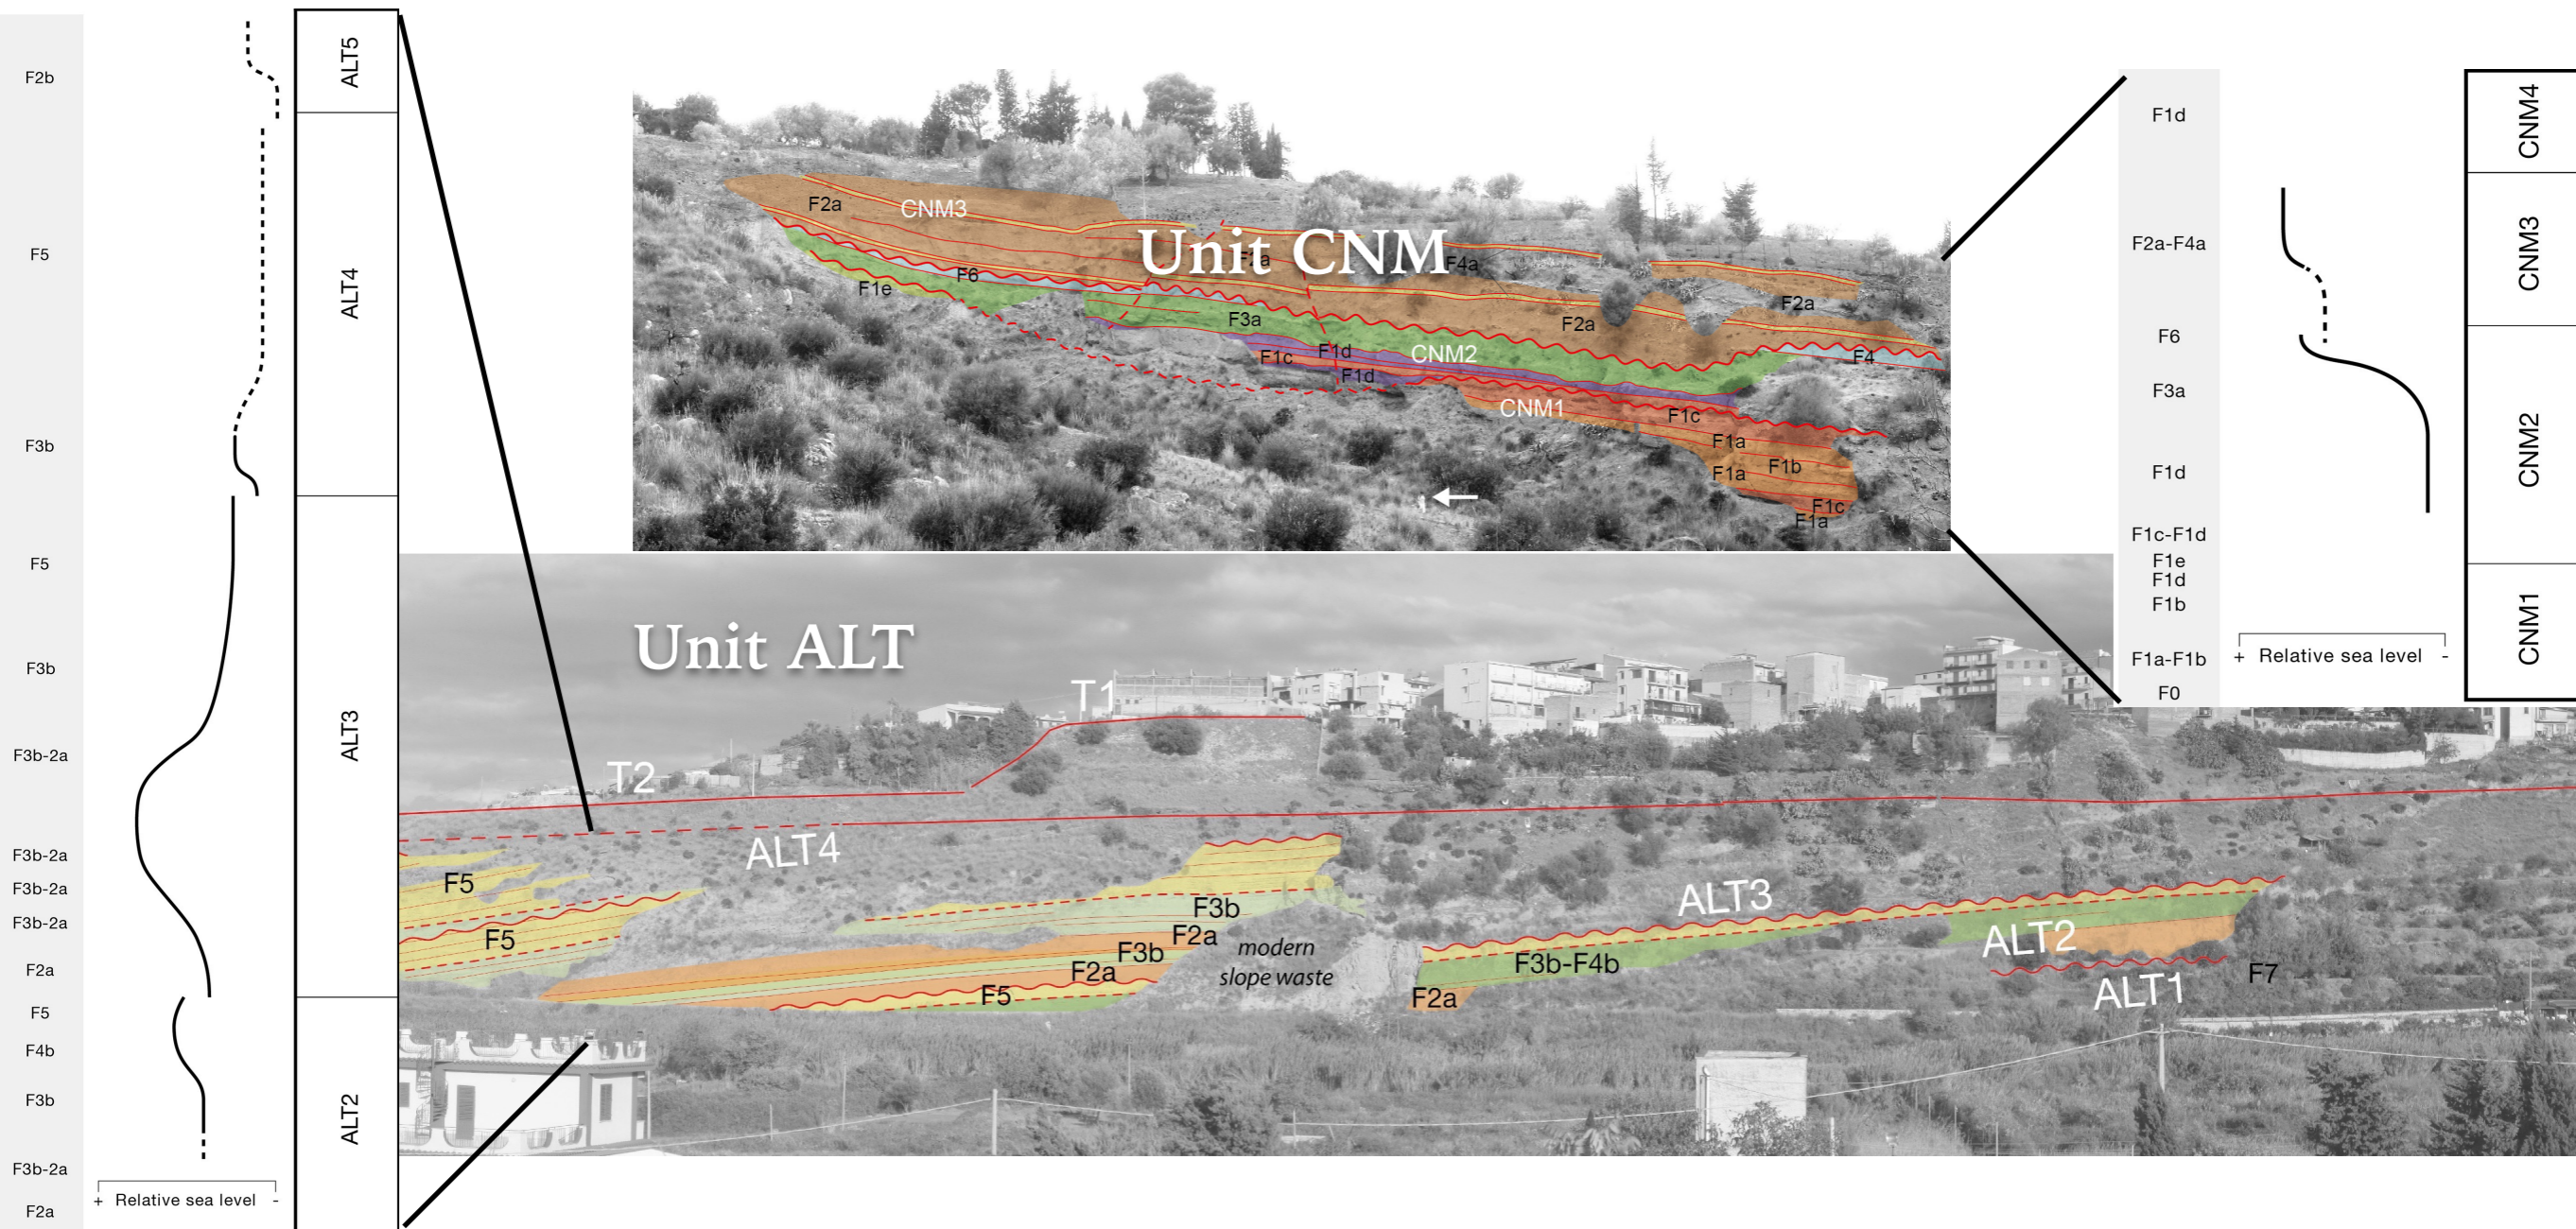 F2b
F5
F3b
F5
F3b
F3b-2a
F3b-2a
F3b-2a
F3b-2a
F2a
F5
F4b
F3b
F3b-2a
F2a
+ Relative sea level -
ALT5
ALT4
ALT3
ALT2
Unit CNM
F2a
CNM3
F2a
F4a
F2a
F6
F1e
F3a
F2a
F1d
CNM2
F4
F1c
F1d
CNM1
F1c
F1a
F1a
F1b
F1c
F1a
F1d
F2a-F4a
F6
F3a
F1d
F1c-F1d
F1e
F1d
F1b
F1a-F1b
F0
+ Relative sea level -
CNM4
CNM3
CNM2
CNM1
Unit ALT
T1
T2
ALT4
F5
F5
F3b
F2a
F3b
F2a
F5
modern
slope waste
ALT3
F3b-F4b
F2a
ALT2
ALT1
F7